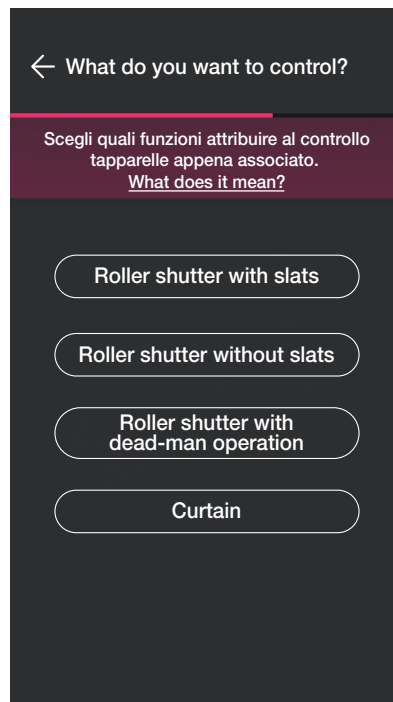 What do you want to control?
Scegli quali funzioni attribuire al controllo
tapparelle appena associato.
What does it mean?
Roller shutter with slats
Roller shutter without slats
Roller shutter with
dead-man operation
Curtain